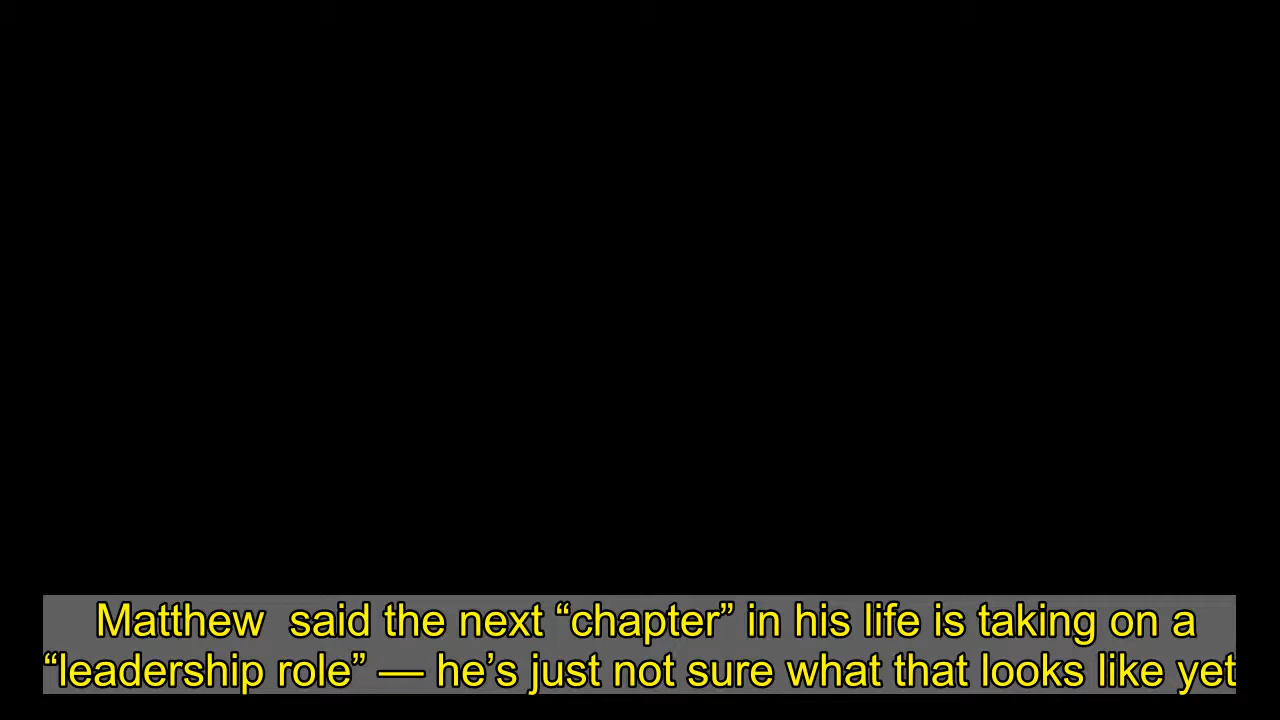 Matthew  said the next “chapter” in his life is taking on a
“leadership role” — he’s just not sure what that looks like yet